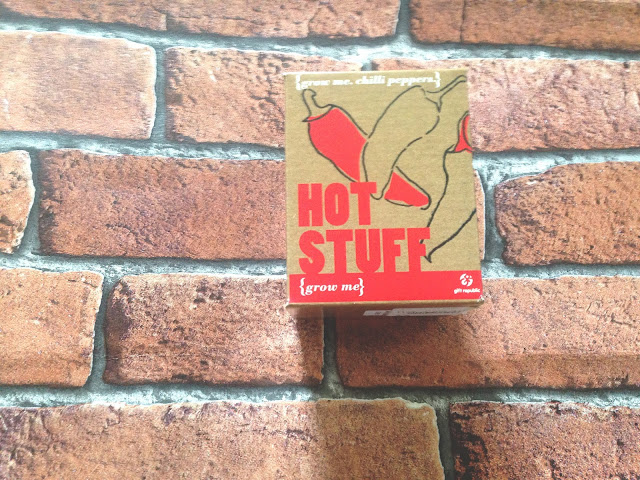 {grow me. chilli peppers.}
HOT
STUFF
{grow me}
gift republic